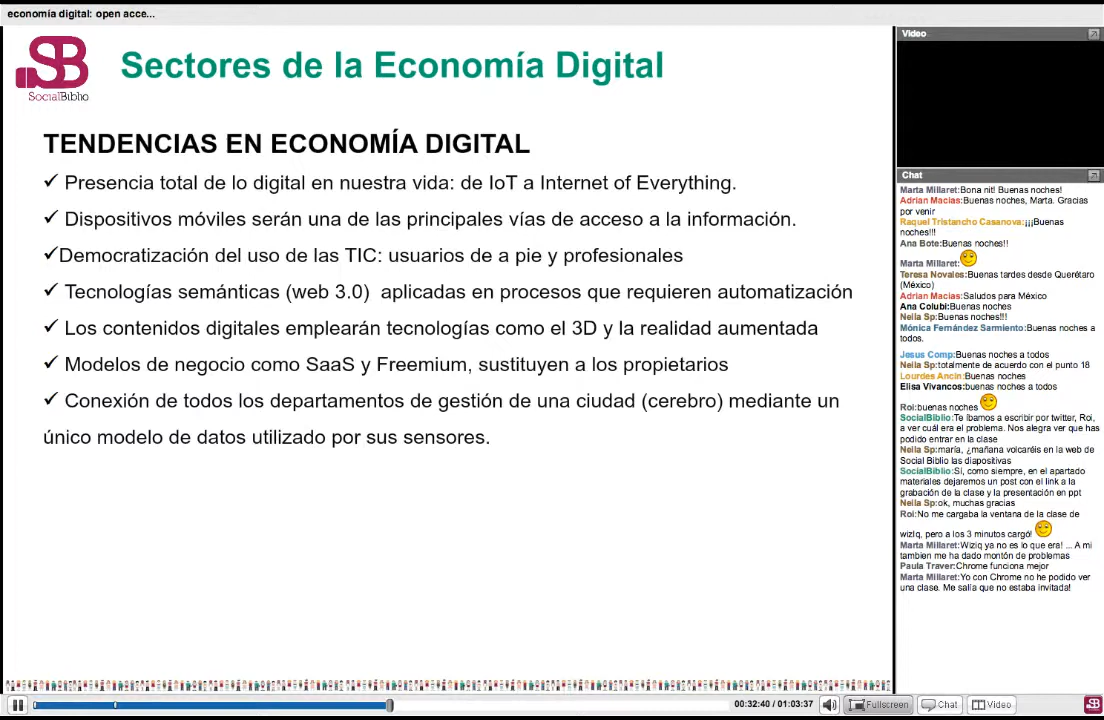 economía digital: open acce...
SB
SocialBiblio
Sectores de la Economía Digital
TENDENCIAS EN ECONOMÍA DIGITAL
✓ Presencia total de lo digital en nuestra vida: de IoT a Internet of Everything.
✓ Dispositivos móviles serán una de las principales vías de acceso a la información.
✓Democratización del uso de las TIC: usuarios de a pie y profesionales
✓ Tecnologías semánticas (web 3.0) aplicadas en procesos que requieren automatización
✓ Los contenidos digitales emplearán tecnologías como el 3D y la realidad aumentada
✓ Modelos de negocio como SaaS y Freemium, sustituyen a los propietarios
✓ Conexión de todos los departamentos de gestión de una ciudad (cerebro) mediante un
único modelo de datos utilizado por sus sensores.
Video
Chat
Marta Millaret:Bona nit! Buenas noches!
Adrian Macias:Buenas noches, Marta. Gracias
por venir
Raquel Tristancho Casanova:¡¡¡Buenas
noches!!!
Ana Bote:Buenas noches!!
Marta Millaret:
Teresa Novales:Buenas tardes desde Querétaro
(México)
Adrian Macias:Saludos para México
Ana Colubi:Buenas noches
Neila Sp:Buenas noches!!!
Mónica Fernández Sarmiento:Buenas noches a
todos.
Jesus Comp:Buenas noches a todos
Neila Sp:totalmente de acuerdo con el punto 18
Lourdes Ancin:Buenas noches
Elisa Vivancos:buenas noches a todos
Roi:buenas noches
SocialBiblio:Te íbamos a escribir por twitter, Roi,
a ver cuál era el problema. Nos alegra ver que has
podido entrar en la clase
Neila Sp:maría, ¿mañana volcaréis en la web de
Social Biblio las diapositivas
SocialBiblio:Sí, como siempre, en el apartado
materiales dejaremos un post con el link a la
grabación de la clase y la presentación en ppt
Neila Sp:ok, muchas gracias
Roi:No me cargaba la ventana de la clase de
wizIq, pero a los 3 minutos cargó!
Marta Millaret:Wiziq ya no es lo que era! ... A mi
tambien me ha dado montón de problemas
Paula Traver:Chrome funciona mejor
Marta Millaret:Yo con Chrome no he podido ver
una clase. Me salía que no estaba invitada!
00:32:40 / 01:03:37
Fullscreen
Chat
Video
SB